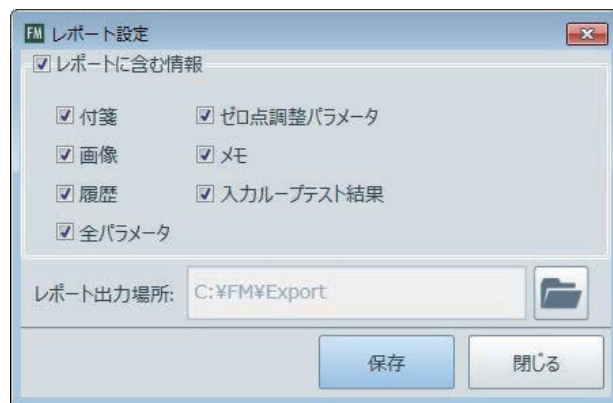 FM レポート設定
レポートに含む情報
付箋 ゼロ点調整パラメータ
画像 メモ
履歴 入力ループテスト結果
全パラメータ
レポート出力場所: C:¥FM¥Export
保存 閉じる